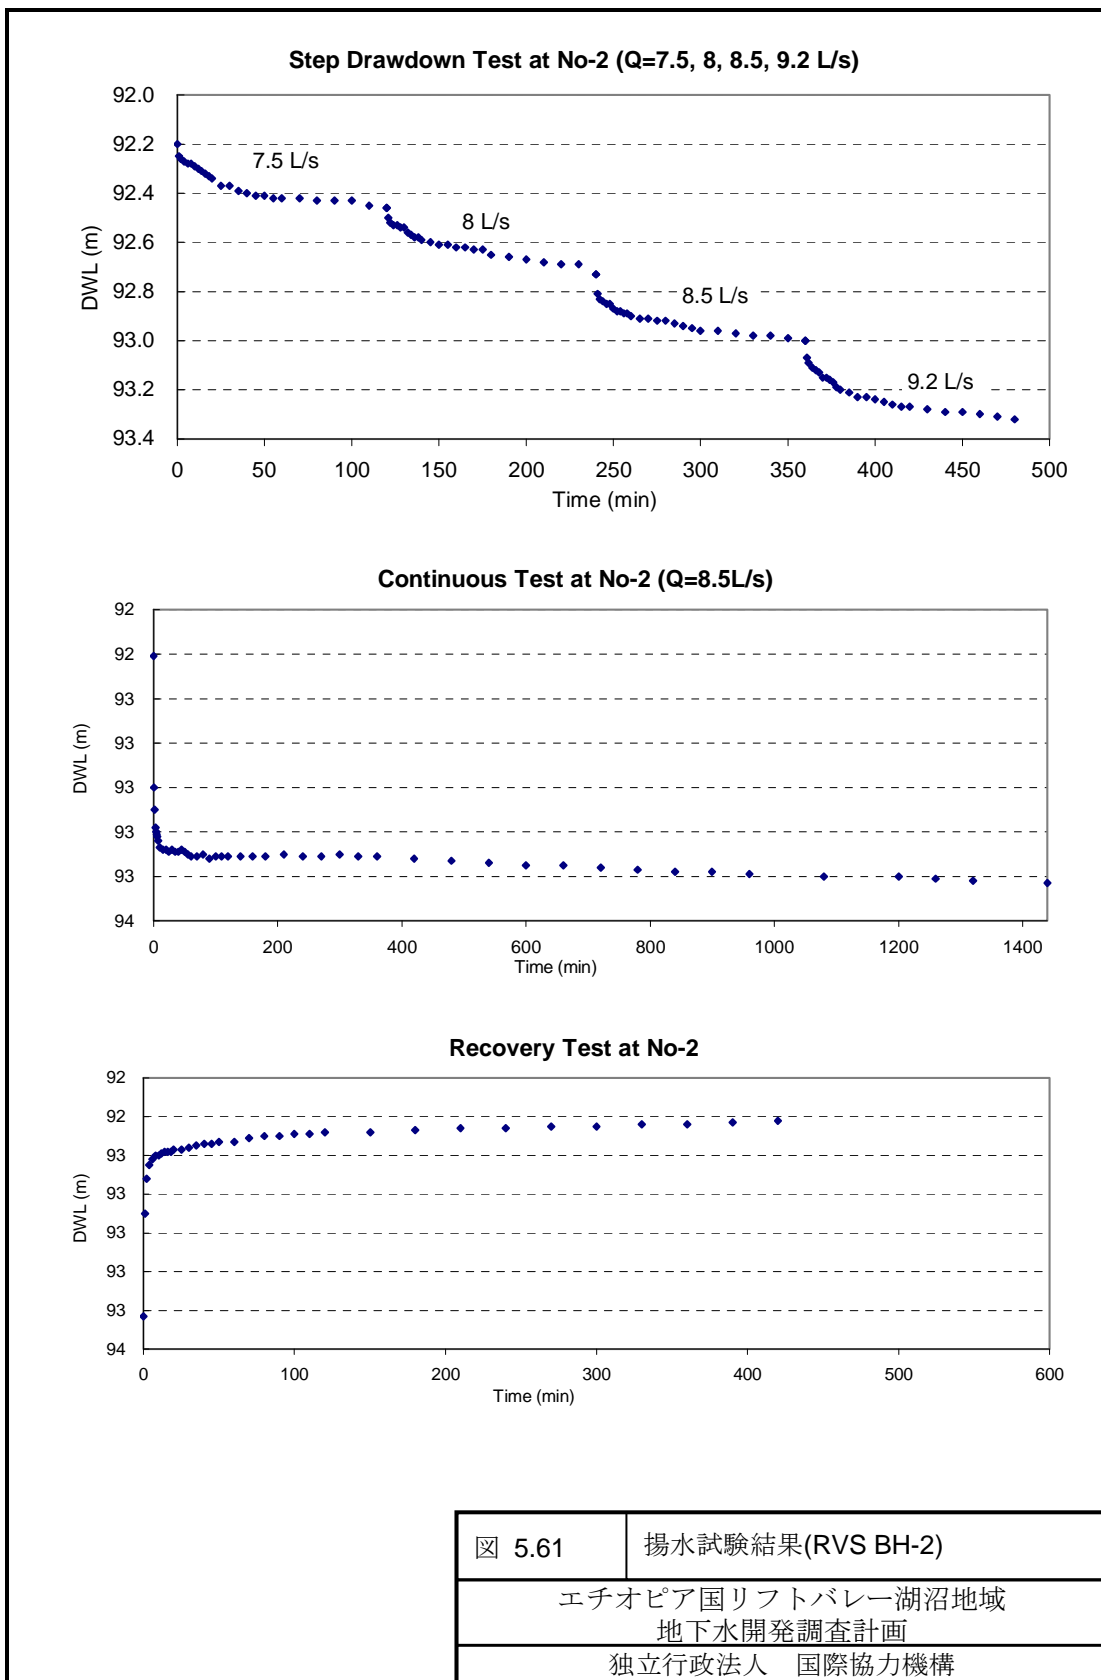 Step Drawdown Test at No-2 (Q=7.5, 8, 8.5, 9.2 L/s)
92.0
92.2
92.4
92.6
92.8
93.0
93.2
93.4
DWL (m)
7.5 L/s
8 L/s
8.5 L/s
9.2 L/s
0 50 100 150 200 250 300 350 400 450 500
Time (min)
Continuous Test at No-2 (Q=8.5L/s)
92
92
93
93
93
93
93
94
DWL (m)
0 200 400 600 800 1000 1200 1400
Time (min)
Recovery Test at No-2
92
92
93
93
93
93
93
94
DWL (m)
0 100 200 300 400 500 600
Time (min)
図 5.61
揚水試験結果(RVS BH-2)
エチオピア国リフトバレー湖沼地域
地下水開発調査計画
独立行政法人 国際協力機構